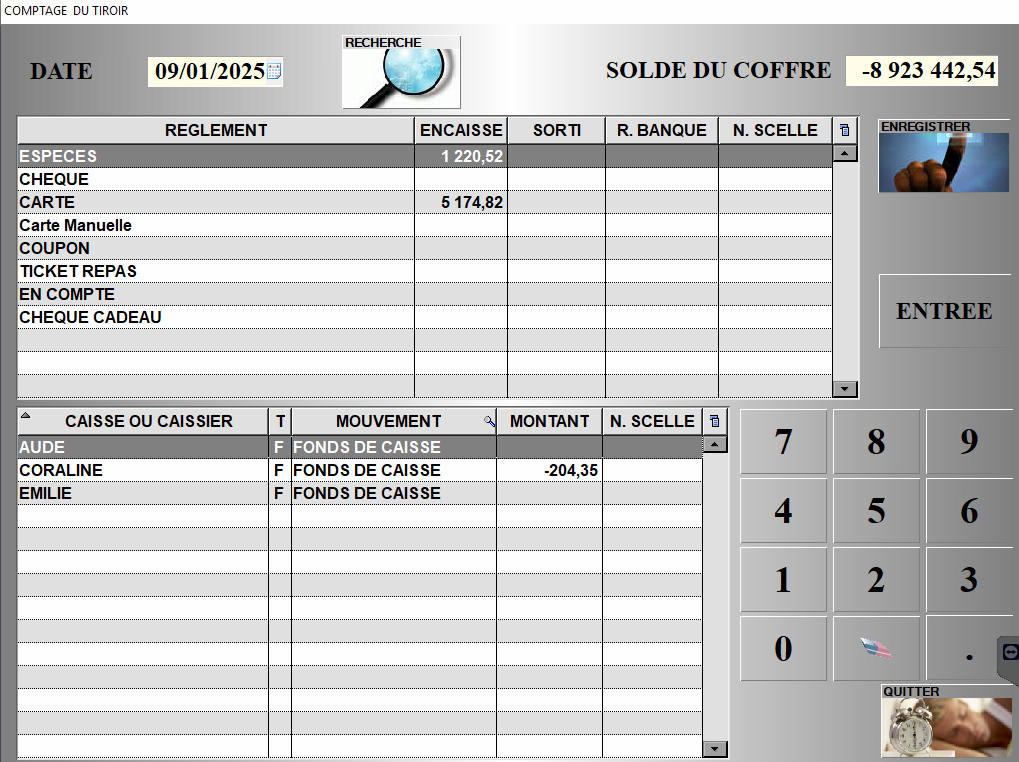 COMPTAGE DU TIROIR
DATE 09/01/2025 RECHERCHE SOLDE DU COFFRE -8 923 442,54
REGLEMENT ENCAISSE SORTI R. BANQUE N. SCELLE
ENREGISTRER
ESPECES 1 220,52
CHEQUE
CARTE 5 174,82
Carte Manuelle
COUPON
TICKET REPAS
EN COMPTE
CHEQUE CADEAU
ENTREE
CAISSE OU CAISSIER T MOUVEMENT MONTANT N. SCELLE
AUDE F FONDS DE CAISSE
CORALINE F FONDS DE CAISSE -204,35
EMILIE F FONDS DE CAISSE
7 8 9
4 5 6
1 2 3
0 .
QUITTER